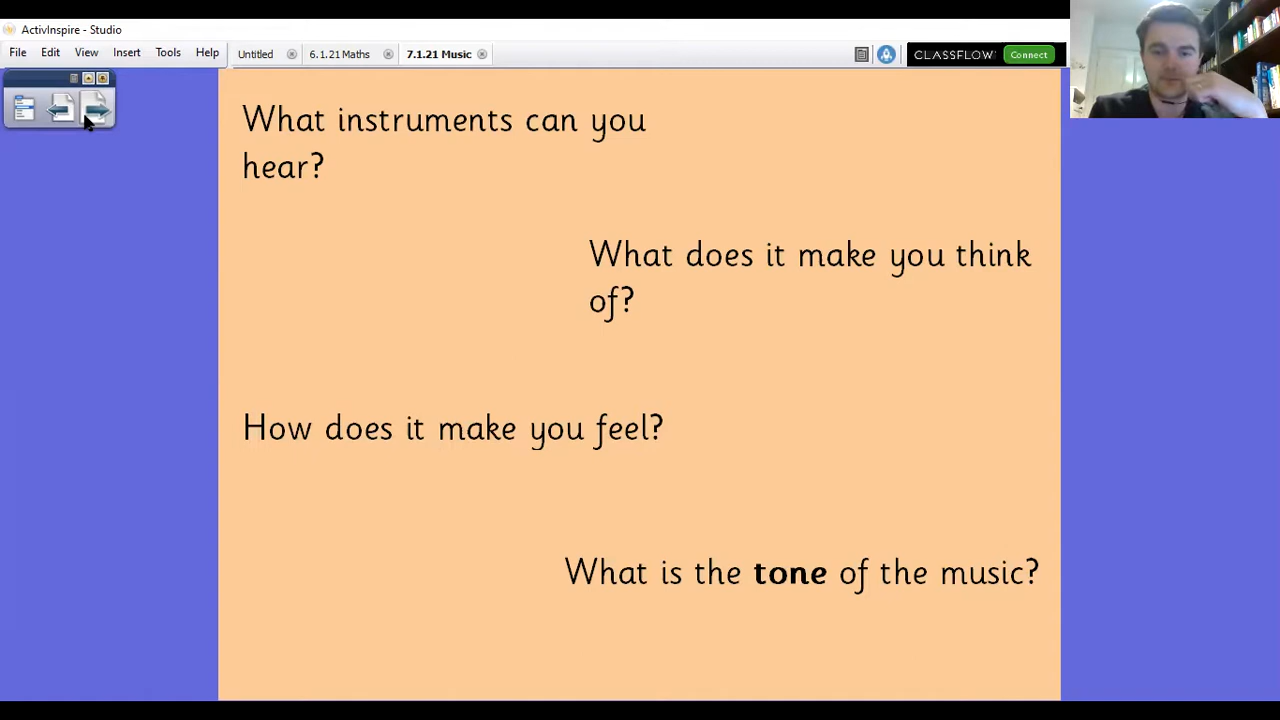 ActivInspire - Studio
File Edit View Insert Tools Help
Untitled 6.1.21 Maths 7.1.21 Music
CLASSFLOW Connect
What instruments can you
hear?
What does it make you think
of?
How does it make you feel?
What is the tone of the music?